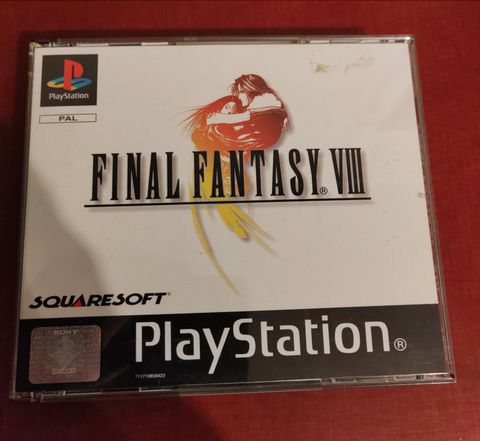 PlayStation
PAL
FINAL FANTASY® VIII
SQUARESOFT®
SONY
PlayStation®